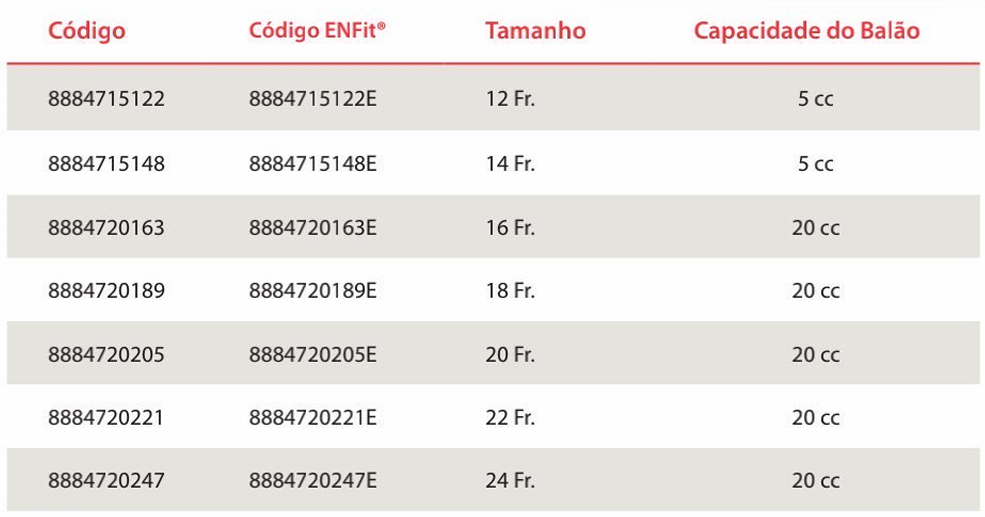 Código Código ENFit® Tamanho Capacidade do Balão
8884715122 8884715122E 12 Fr. 5 cc
8884715148 8884715148E 14 Fr. 5 cc
8884720163 8884720163E 16 Fr. 20 cc
8884720189 8884720189E 18 Fr. 20 cc
8884720205 8884720205E 20 Fr. 20 cc
8884720221 8884720221E 22 Fr. 20 cc
8884720247 8884720247E 24 Fr. 20 cc